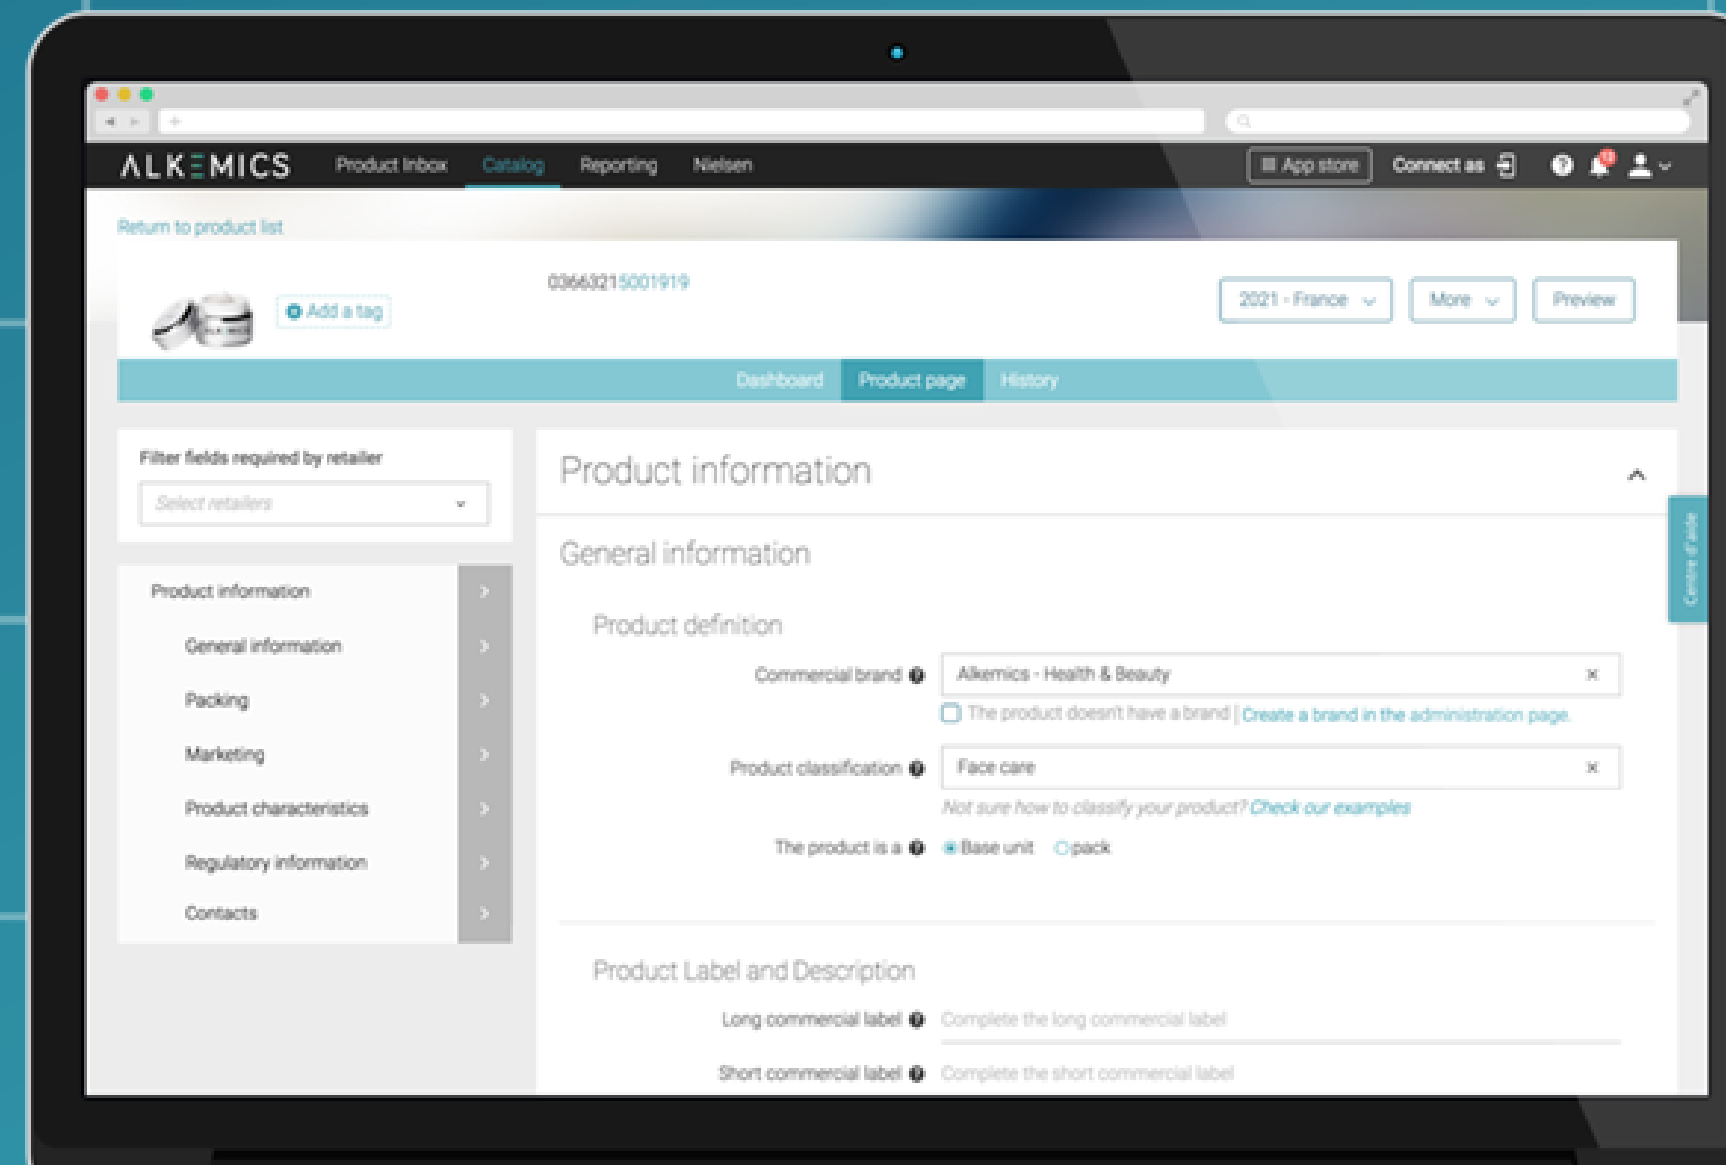 ALKEMICS Product Inbox Catalog Reporting Nielsen App store Connect as
Return to product list
03663215001919
Add a tag
2021 - France More Preview
Dashboard Product page History
Filter fields required by retailer
Select retailers
Product information
General information
Packing
Marketing
Product characteristics
Regulatory information
Contacts
Product information
General information
Product definition
Commercial brand Alkemics - Health & Beauty
The product doesn't have a brand | Create a brand in the administration page.
Product classification Face care
Not sure how to classify your product? Check our examples
The product is a Base unit pack
Product Label and Description
Long commercial label Complete the long commercial label
Short commercial label Complete the short commercial label
Centre d'aide